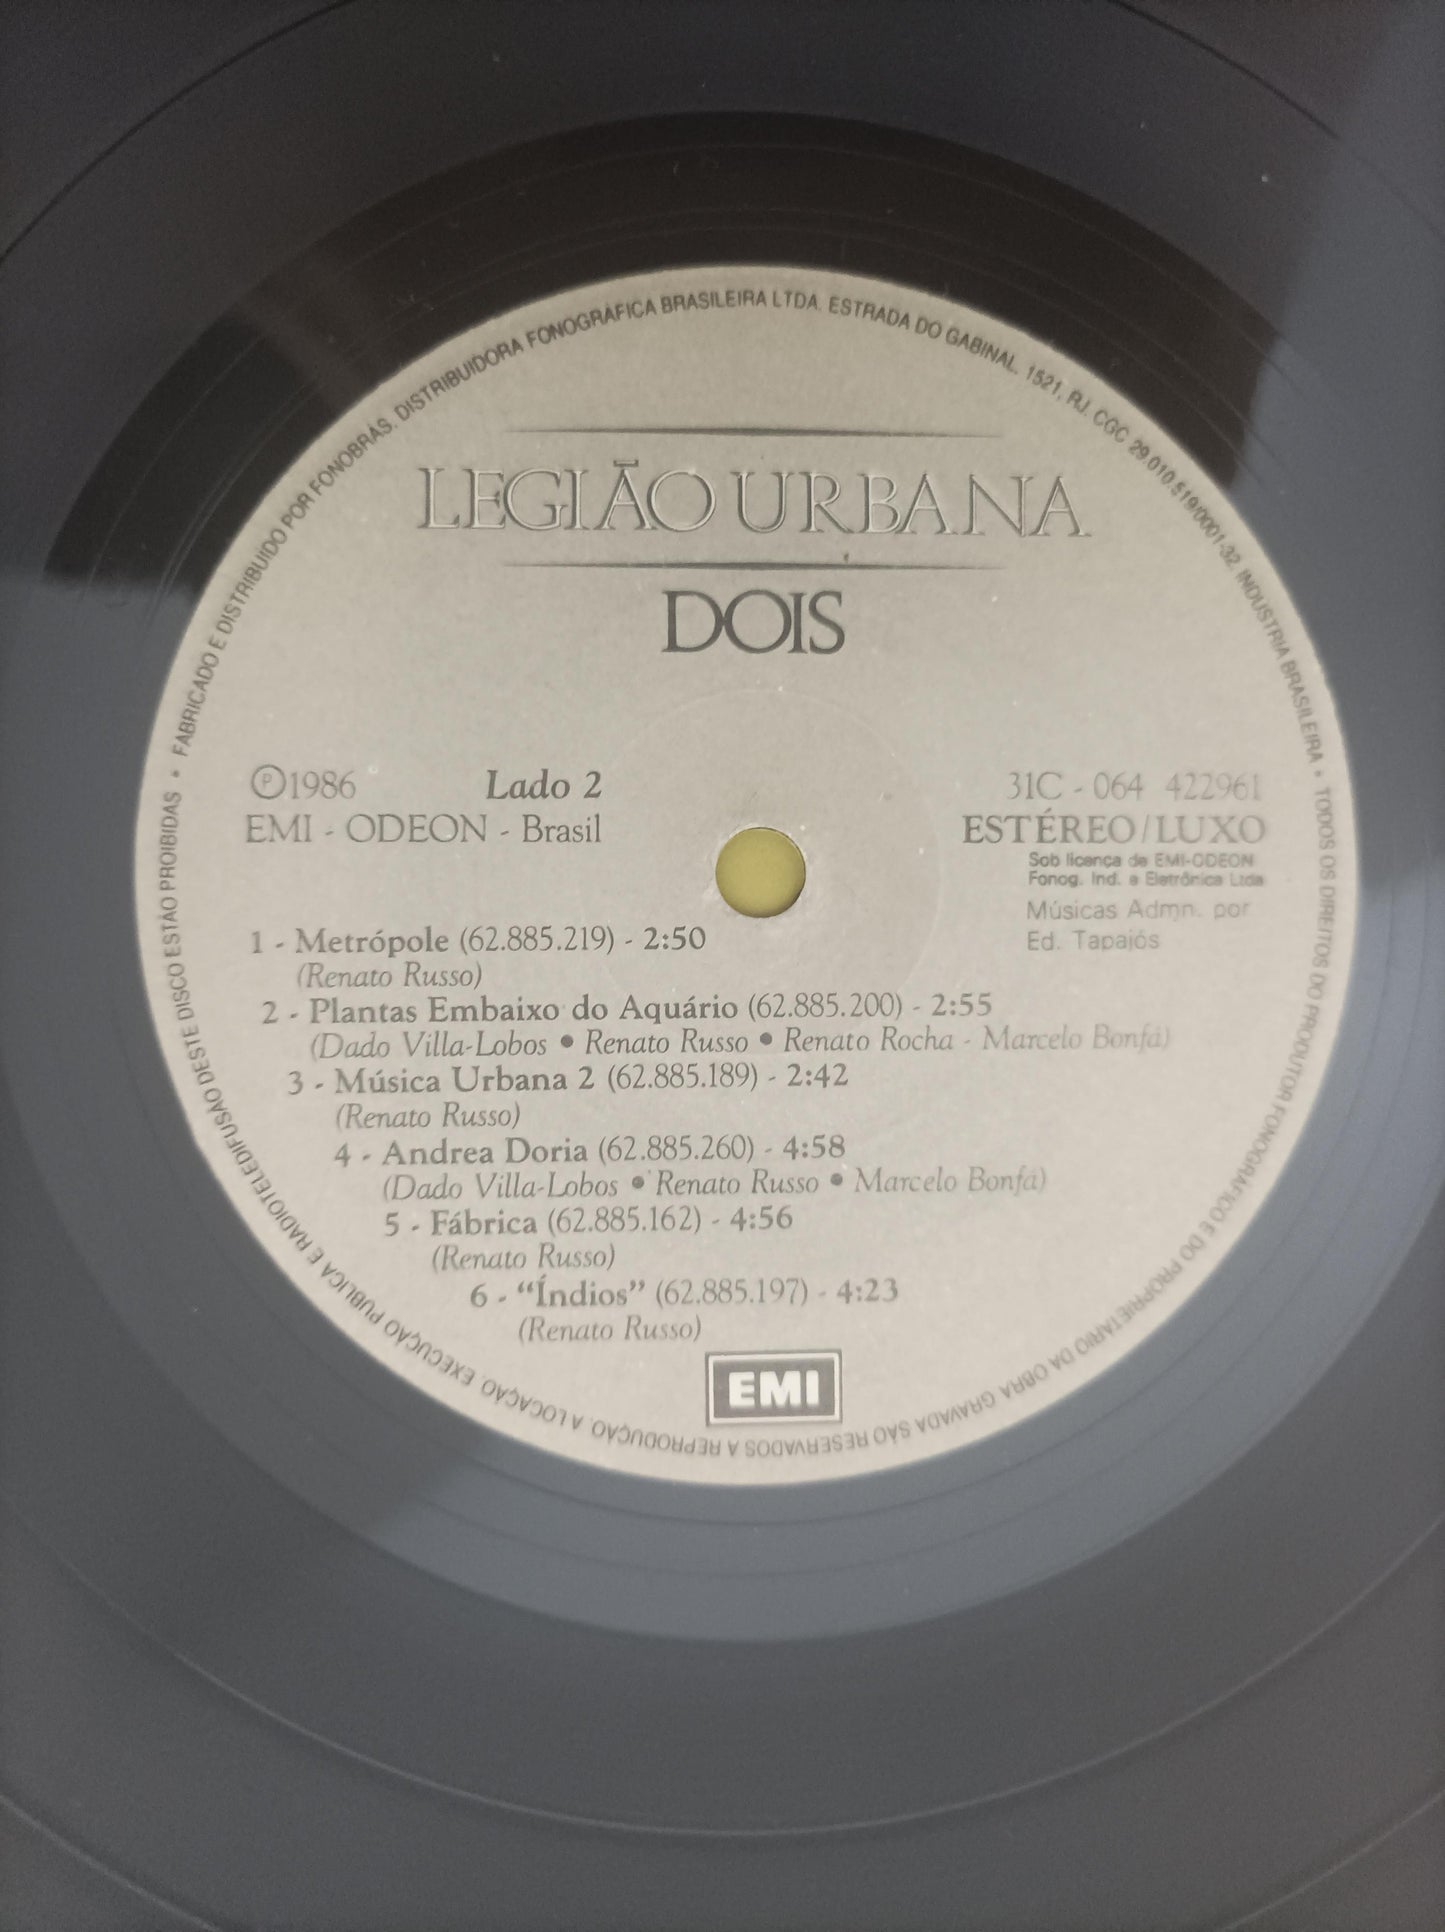 FABRICADO E DISTRIBUIDO POR FONOBRÁS. DISTRIBUIDORA FONOGRÁFICA BRASILEIRA LTDA. ESTRADA DO GABINAL, 1521, RJ. CGC 29.010.519/0001-32. INDÚSTRIA BRASILEIRA • TODOS OS DIREITOS DO PRODUTOR FONOGRÁFICO E DO PROPRIETÁRIO DA OBRA GRAVADA SÃO RESERVADOS A REPRODUÇÃO. A LOCAÇÃO. EXECUÇÃO PÚBLICA E RADIOTELEDIFUSÃO DESTE DISCO ESTÃO PROIBIDAS •
LEGIÃO URBANA
DOIS
℗1986
Lado 2
EMI - ODEON - Brasil
31C - 064 422961
ESTÉREO/LUXO
Sob licença de EMI-ODEON
Fonog. Ind. e Eletrônica Ltda
Músicas Admn. por
Ed. Tapajós
1 - Metrópole (62.885.219) - 2:50
(Renato Russo)
2 - Plantas Embaixo do Aquário (62.885.200) - 2:55
(Dado Villa-Lobos • Renato Russo • Renato Rocha - Marcelo Bonfá)
3 - Música Urbana 2 (62.885.189) - 2:42
(Renato Russo)
4 - Andrea Doria (62.885.260) - 4:58
(Dado Villa-Lobos • Renato Russo • Marcelo Bonfá)
5 - Fábrica (62.885.162) - 4:56
(Renato Russo)
6 - “Índios” (62.885.197) - 4:23
(Renato Russo)
EMI